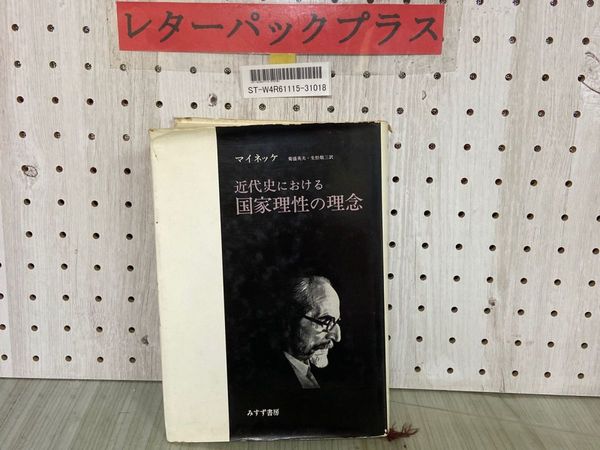 レターパックプラス
ST-W4R61115-31018
マイネッケ 菊盛英夫・生松敬三訳
近代史における
国家理性の理念
みすず書房